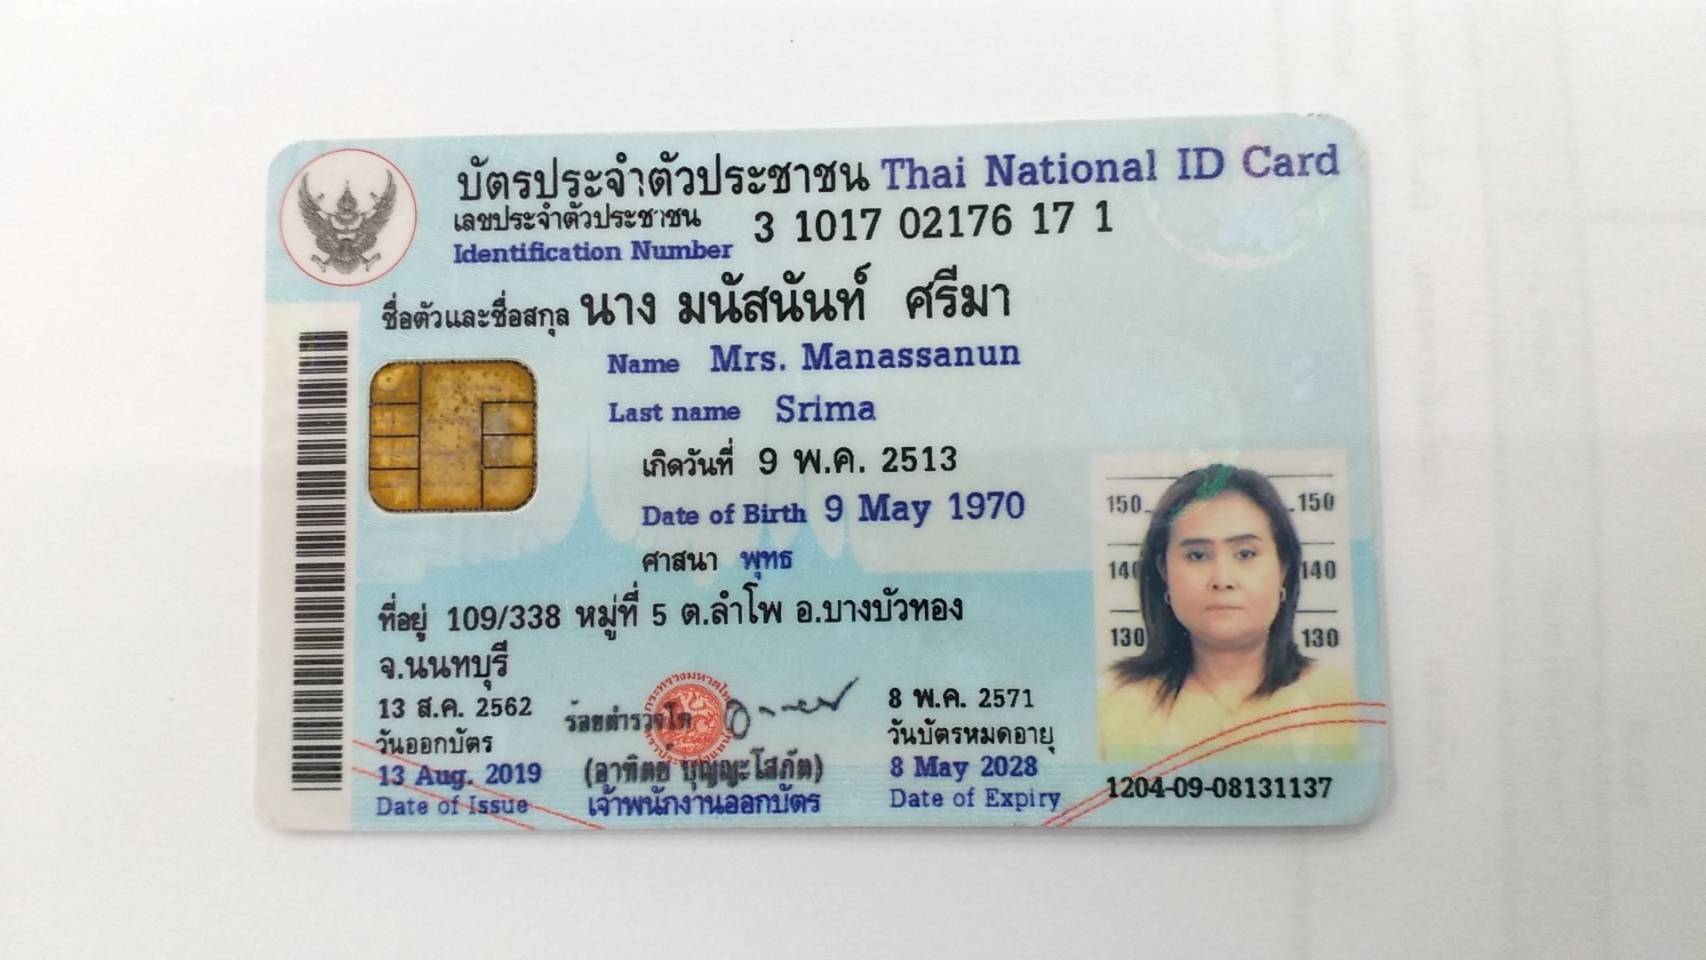 บัตรประจำตัวประชาชน Thai National ID Card
เลขประจำตัวประชาชน 3 1017 02176 17 1
Identification Number
ชื่อตัวและชื่อสกุล นาง มนัสนันท์ ศรีมา
Name Mrs. Manassanun
Last name Srima
เกิดวันที่ 9 พ.ค. 2513
Date of Birth 9 May 1970
ศาสนา พุทธ
ที่อยู่ 109/338 หมู่ที่ 5 ต.ลำโพ อ.บางบัวทอง
จ.นนทบุรี
13 ส.ค. 2562
วันออกบัตร
13 Aug. 2019
Date of Issue
ร้อยตำรวจโท
(อาทิตย์ บุญญะโสภัต)
เจ้าพนักงานออกบัตร
8 พ.ค. 2571
วันบัตรหมดอายุ
8 May 2028
Date of Expiry
150 150
140 140
130 130
1204-09-08131137